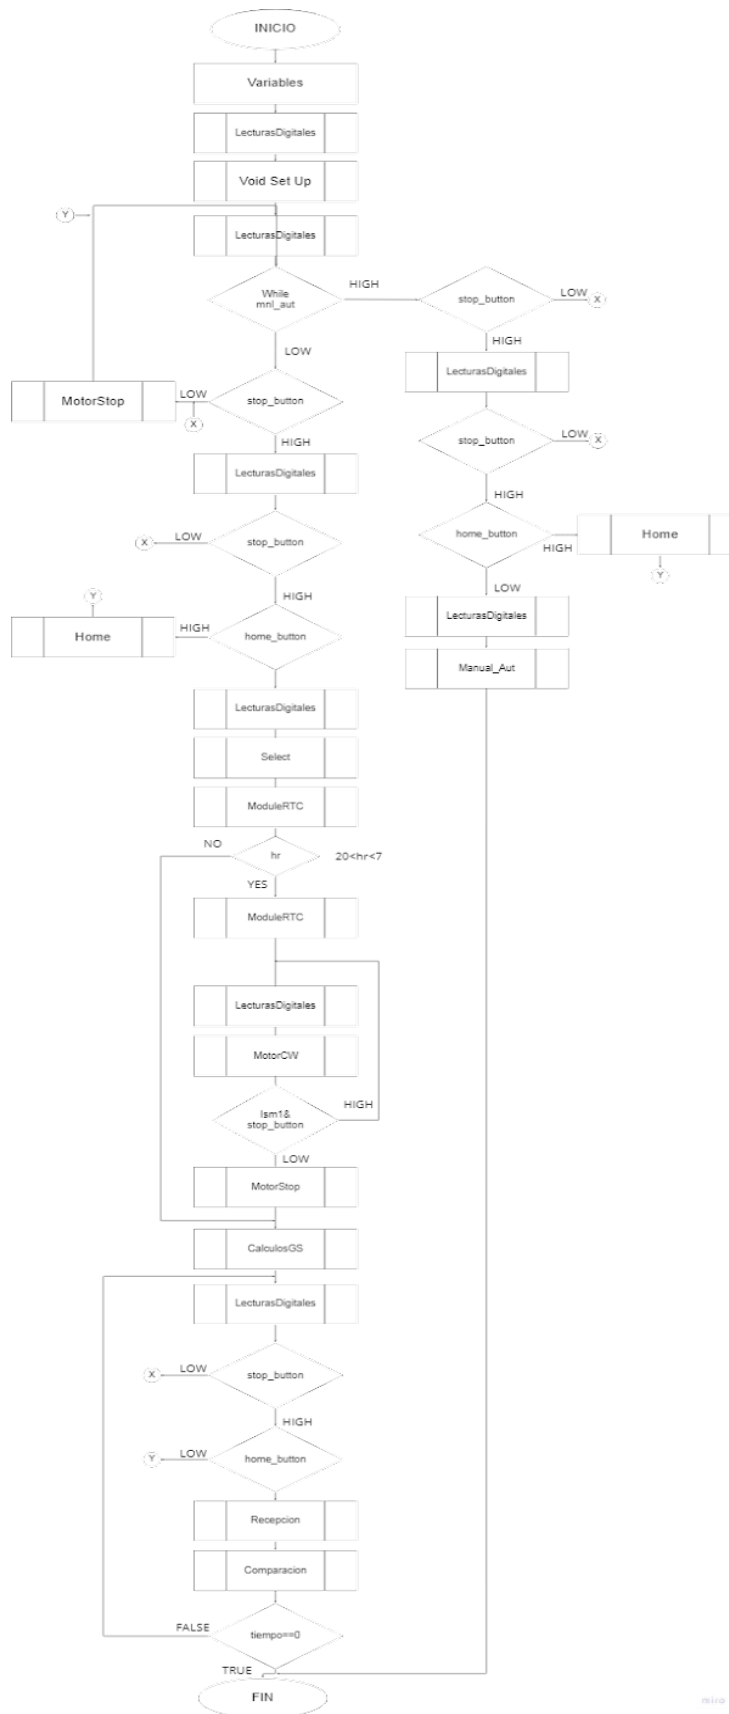 INICIO
Variables
LecturasDigitales
Void Set Up
Y
LecturasDigitales
While
mnl_aut
HIGH
stop_button
LOW
X
LOW
HIGH
LecturasDigitales
MotorStop
LOW
X
stop_button
HIGH
stop_button
LOW
X
HIGH
LecturasDigitales
X
LOW
stop_button
HIGH
home_button
HIGH
Home
Y
LOW
HIGH
Y
Home
HIGH
home_button
LecturasDigitales
Manual_Aut
LecturasDigitales
Select
ModuleRTC
NO
hr
20<hr<7
YES
ModuleRTC
LecturasDigitales
MotorCW
lsm1&
stop_button
HIGH
LOW
MotorStop
CalculosGS
LecturasDigitales
X
LOW
stop_button
HIGH
Y
LOW
home_button
Recepcion
Comparacion
FALSE
tiempo==0
TRUE
FIN
miro